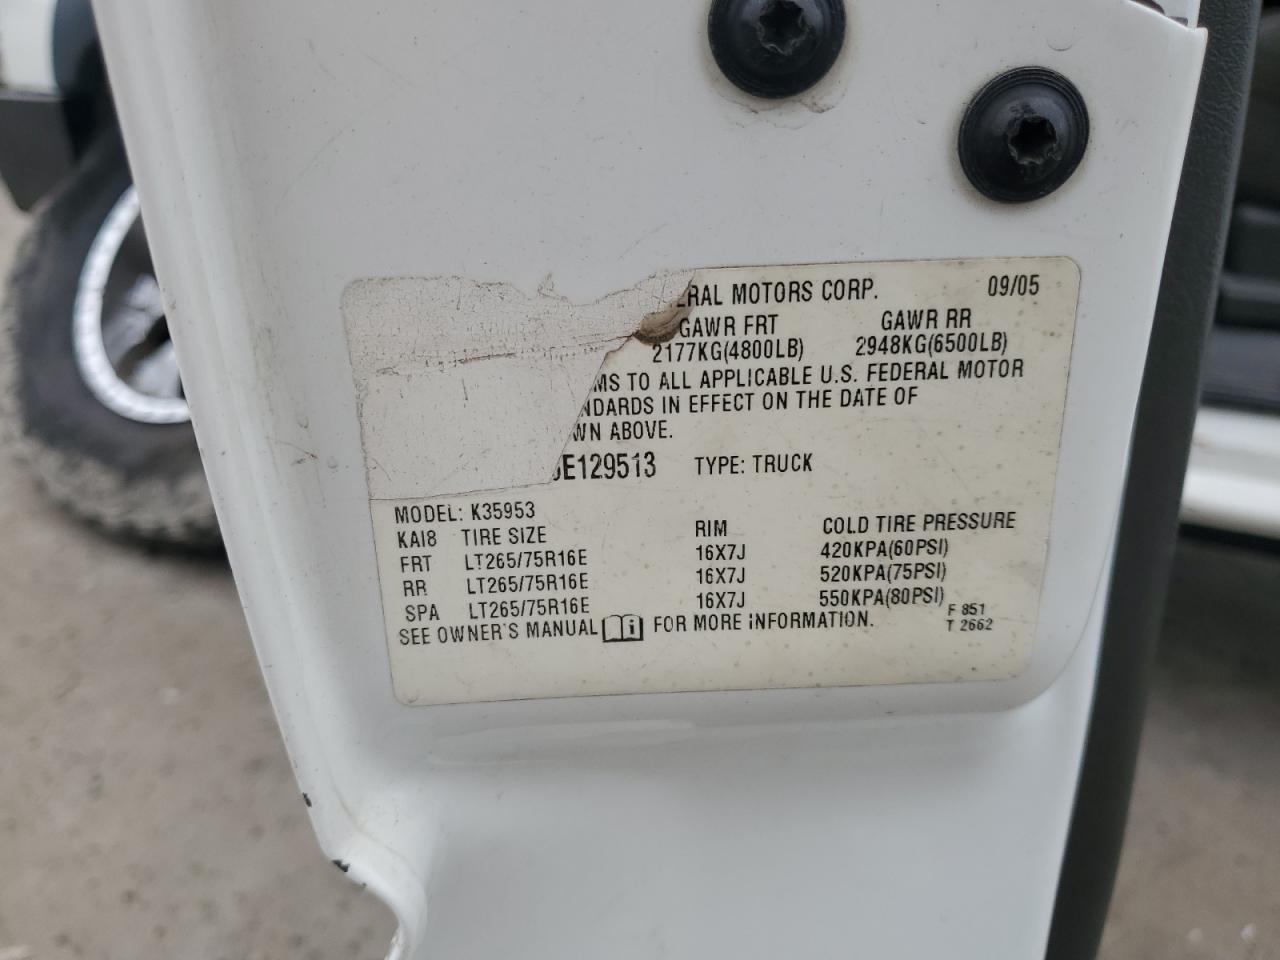 ERAL MOTORS CORP. 09/05
GAWR FRT GAWR RR
2177KG(4800LB) 2948KG(6500LB)
MS TO ALL APPLICABLE U.S. FEDERAL MOTOR
NDARDS IN EFFECT ON THE DATE OF
WN ABOVE.
E129513 TYPE: TRUCK
MODEL: K35953
KAI8 TIRE SIZE RIM COLD TIRE PRESSURE
FRT LT265/75R16E 16X7J 420KPA(60PSI)
RR LT265/75R16E 16X7J 520KPA(75PSI)
SPA LT265/75R16E 16X7J 550KPA(80PSI)
SEE OWNER'S MANUAL FOR MORE INFORMATION.
F 851
T 2662